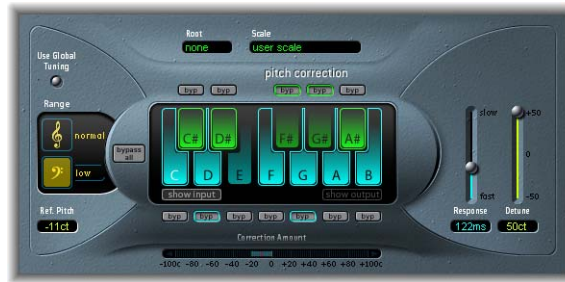 Root Scale
none user scale
Use Global
Tuning
pitch correction
byp byp byp byp byp
Range
normal
low
bypass
all
C# D# F# G# A#
C D E F G A B
show input show output
byp byp byp byp byp byp byp
slow +50
0
fast -50
Ref. Pitch
-11ct
Response Detune
122ms 50ct
Correction Amount
-100c -80 -60 -40 -20 0 +20 +40 +60 +80 +100c